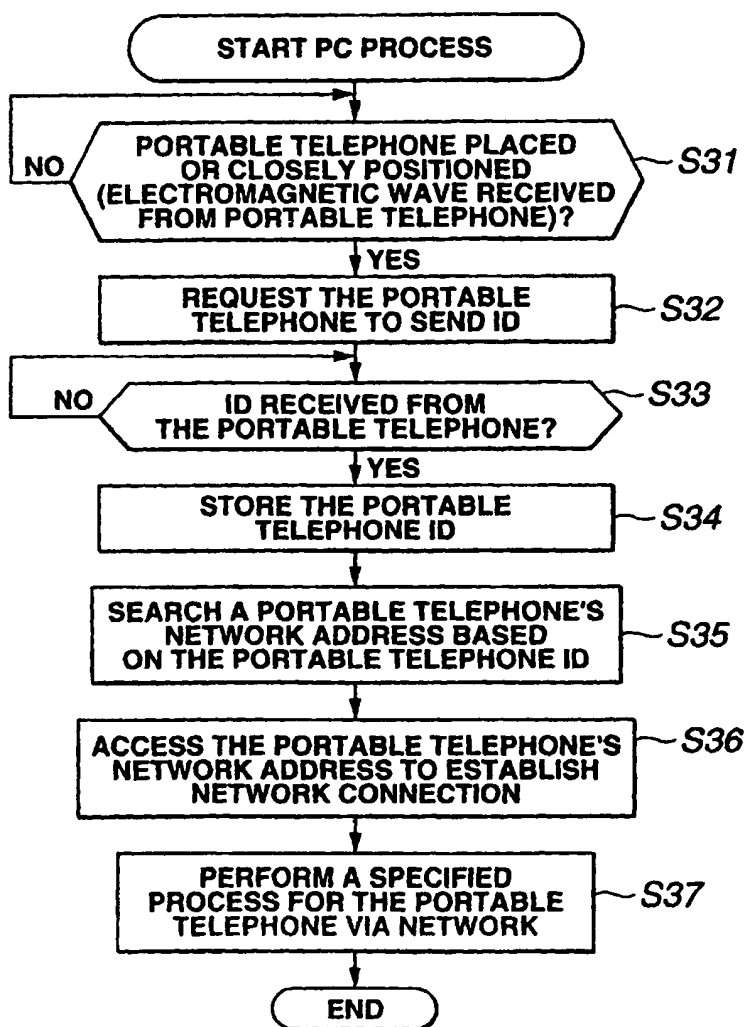 START PC PROCESS
PORTABLE TELEPHONE PLACED
OR CLOSELY POSITIONED
(ELECTROMAGNETIC WAVE RECEIVED
FROM PORTABLE TELEPHONE)?
S31
NO
YES
REQUEST THE PORTABLE
TELEPHONE TO SEND ID
S32
ID RECEIVED FROM
THE PORTABLE TELEPHONE?
S33
NO
YES
STORE THE PORTABLE
TELEPHONE ID
S34
SEARCH A PORTABLE TELEPHONE'S
NETWORK ADDRESS BASED
ON THE PORTABLE TELEPHONE ID
S35
ACCESS THE PORTABLE TELEPHONE'S
NETWORK ADDRESS TO ESTABLISH
NETWORK CONNECTION
S36
PERFORM A SPECIFIED
PROCESS FOR THE PORTABLE
TELEPHONE VIA NETWORK
S37
END